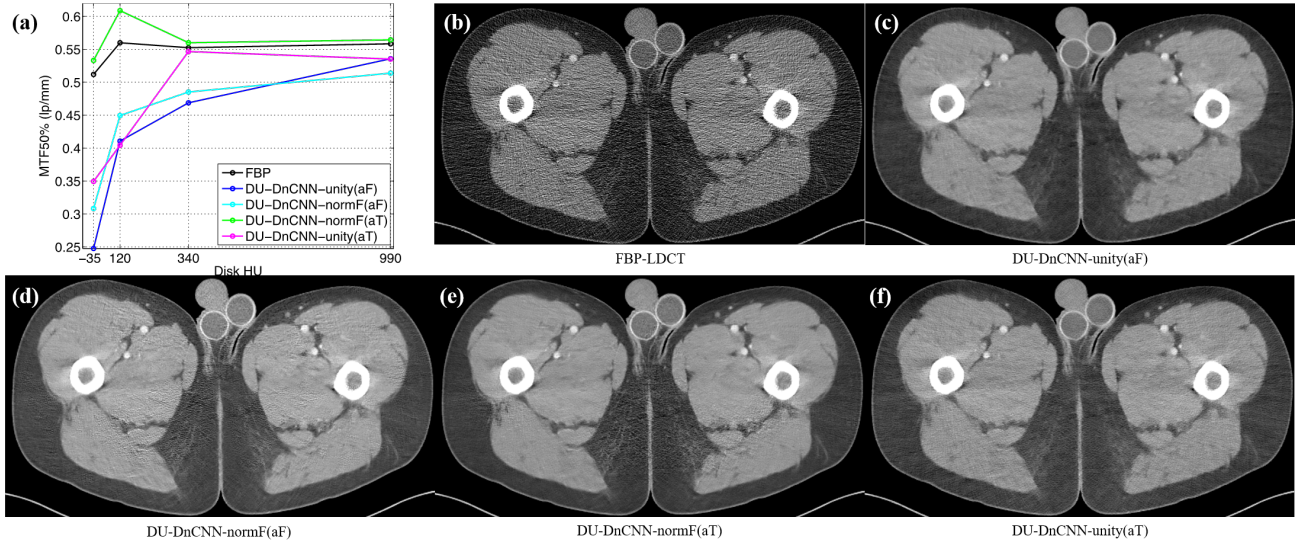 (a)
0.6
0.55
0.5
0.45
0.4
0.35
0.3
0.25
MTF50% (lp/mm)
−35 120 340 990
Disk HU
FBP
DU−DnCNN−unity(aF)
DU−DnCNN−normF(aF)
DU−DnCNN−normF(aT)
DU−DnCNN−unity(aT)
(b)
FBP-LDCT
(c)
DU-DnCNN-unity(aF)
(d)
DU-DnCNN-normF(aF)
(e)
DU-DnCNN-normF(aT)
(f)
DU-DnCNN-unity(aT)